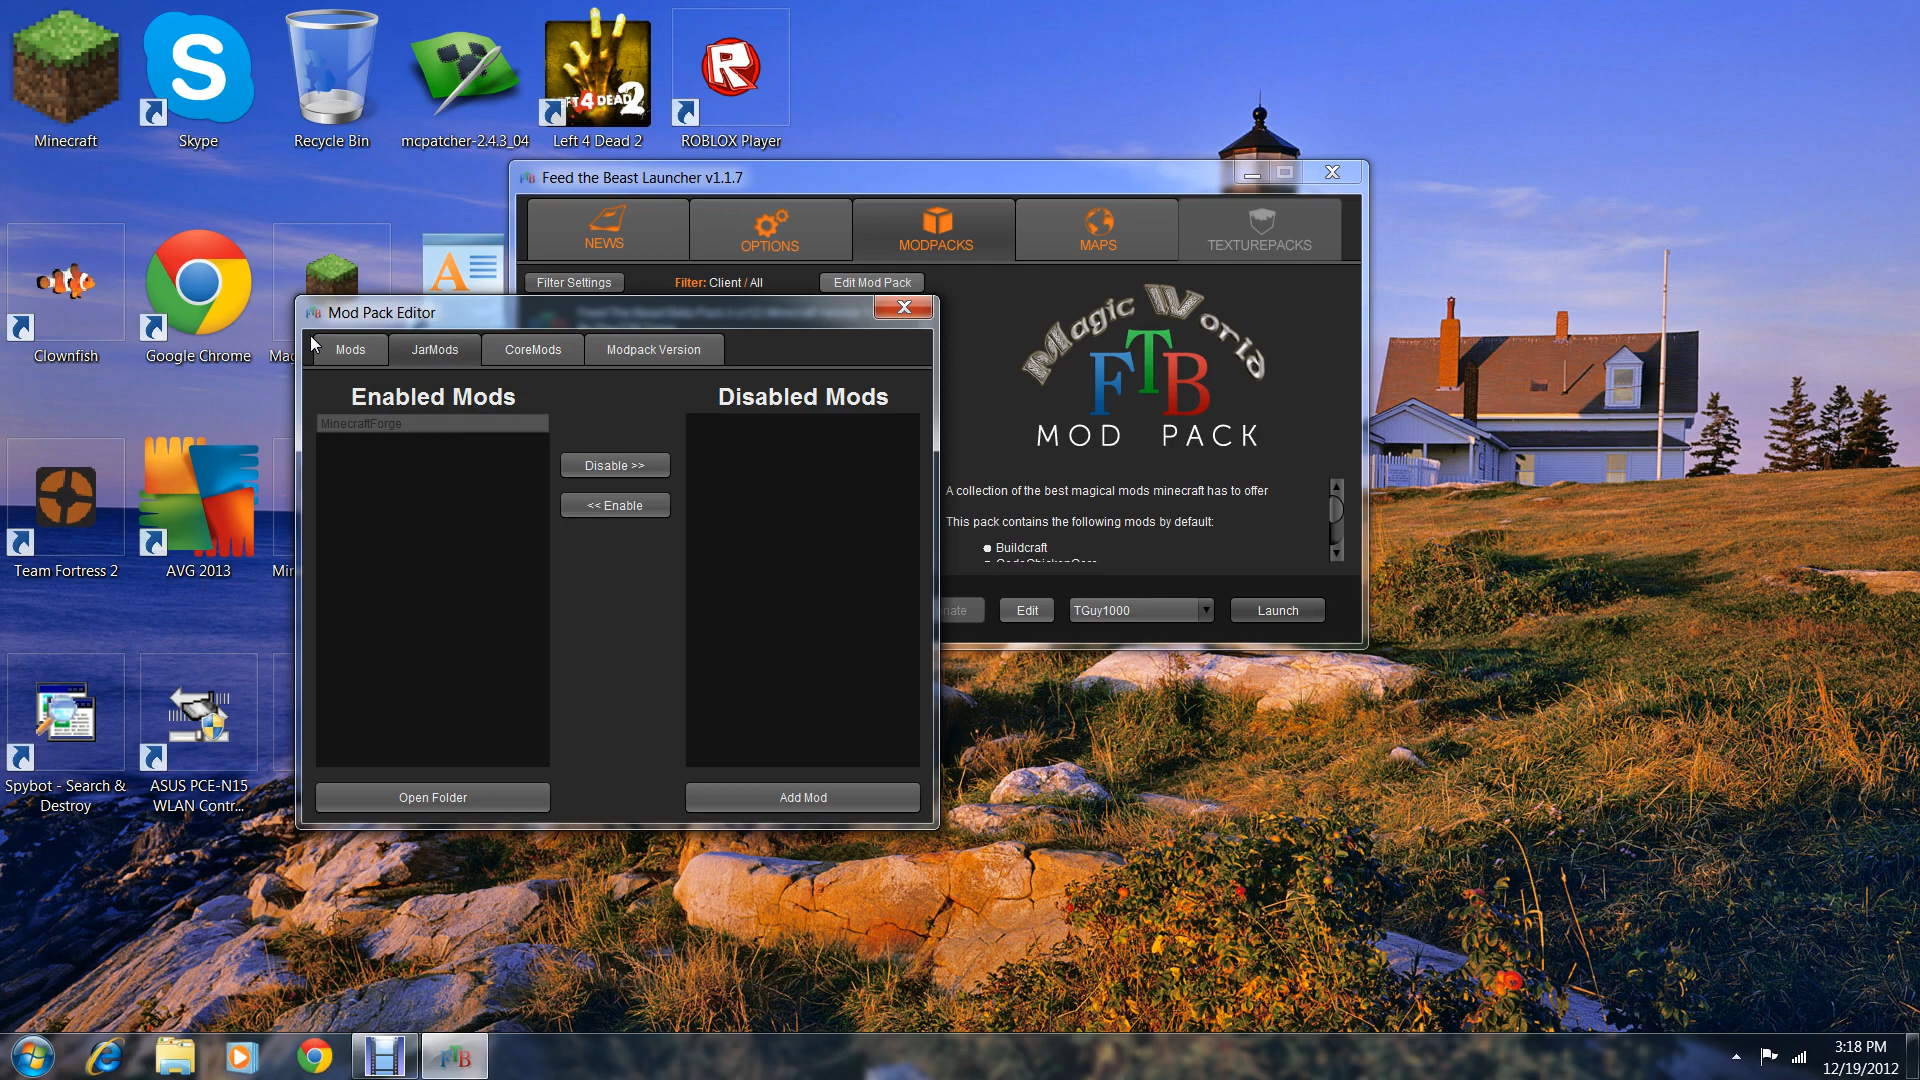 Minecraft
Skype
Recycle Bin
mcpatcher-2.4.3_04
Left 4 Dead 2
ROBLOX Player
Clownfish
Google Chrome
Mac
Team Fortress 2
AVG 2013
Mir
Spybot - Search & Destroy
ASUS PCE-N15 WLAN Contr...
Feed the Beast Launcher v1.1.7
NEWS
OPTIONS
MODPACKS
MAPS
TEXTUREPACKS
Filter Settings
Filter: Client / All
Edit Mod Pack
Magic World
FTB
MOD PACK
A collection of the best magical mods minecraft has to offer
This pack contains the following mods by default:
Buildcraft
Edit
TGuy1000
Launch
Mod Pack Editor
Mods
JarMods
CoreMods
Modpack Version
Enabled Mods
Disabled Mods
MinecraftForge
Disable >>
<< Enable
Open Folder
Add Mod
3:18 PM
12/19/2012